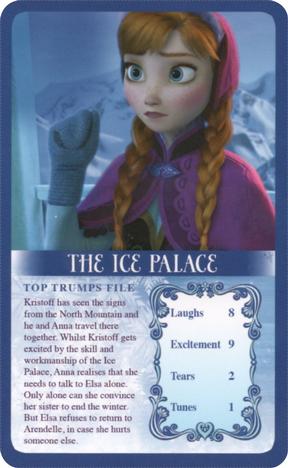 THE ICE PALACE
TOP TRUMPS FILE
Kristoff has seen the signs
from the North Mountain and
he and Anna travel there
together. Whilst Kristoff gets
excited by the skill and
workmanship of the Ice
Palace, Anna realises that she
needs to talk to Elsa alone.
Only alone can she convince
her sister to end the winter.
But Elsa refuses to return to
Arendelle, in case she hurts
someone else.
Laughs 8
Excitement 9
Tears 2
Tunes 1